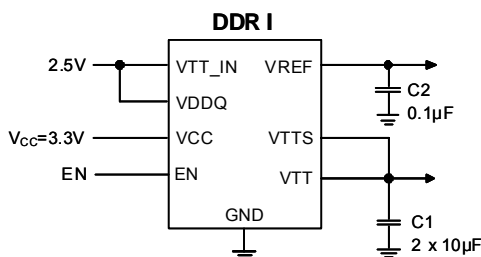 DDR I
2.5V
VTT_IN
VREF
VDDQ
C2
0.1µF
VCC=3.3V
VCC
VTTS
EN
EN
VTT
GND
C1
2 x 10µF